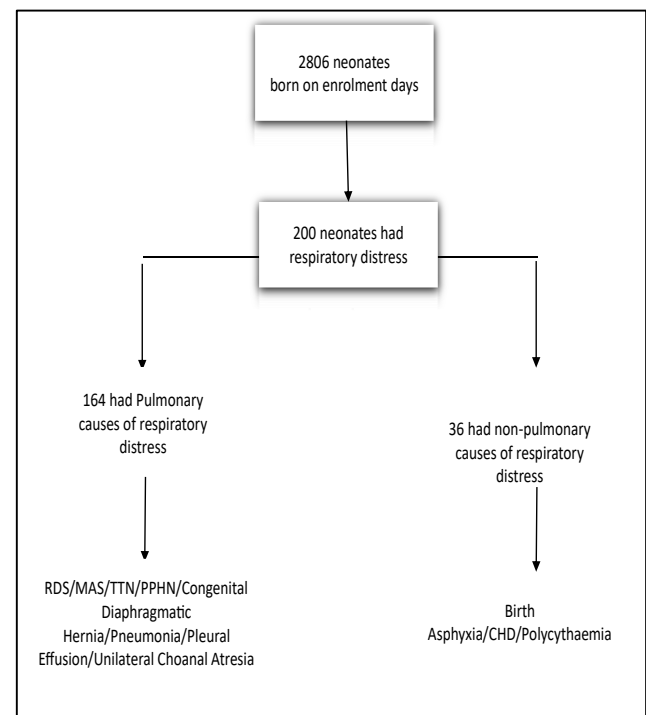 2806 neonates
born on enrolment days
200 neonates had
respiratory distress
164 had Pulmonary
causes of respiratory
distress
36 had non-pulmonary
causes of respiratory
distress
RDS/MAS/TTN/PPHN/Congenital
Diaphragmatic
Hernia/Pneumonia/Pleural
Effusion/Unilateral Choanal Atresia
Birth
Asphyxia/CHD/Polycythaemia